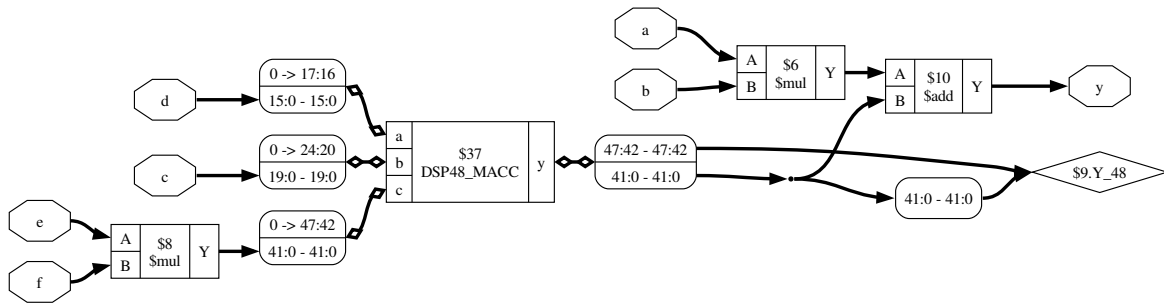 a
b
A
B
$6
$mul
Y
A
B
$10
$add
Y
y
d
0 -> 17:16
15:0 - 15:0
c
0 -> 24:20
19:0 - 19:0
a
b
c
$37
DSP48_MACC
y
47:42 - 47:42
41:0 - 41:0
41:0 - 41:0
$9.Y_48
e
f
A
B
$8
$mul
Y
0 -> 47:42
41:0 - 41:0